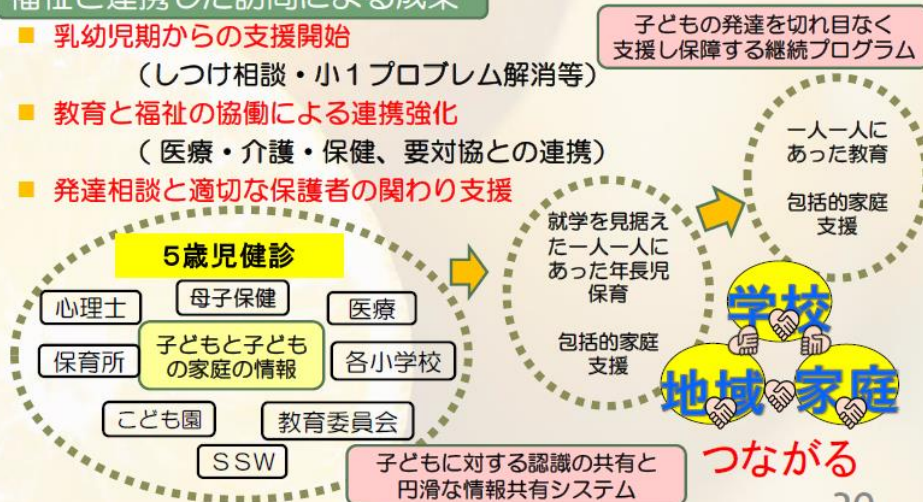 福祉と連携した訪問による成果
■ 乳幼児期からの支援開始
（しつけ相談・小１プロブレム解消等）
■ 教育と福祉の協働による連携強化
（ 医療・介護・保健、要対協との連携）
■ 発達相談と適切な保護者の関わり支援
子どもの発達を切れ目なく
支援し保障する継続プログラム
5歳児健診
心理士
母子保健
医療
保育所
子どもと子ども
の家庭の情報
各小学校
こども園
教育委員会
ＳＳＷ
子どもに対する認識の共有と
円滑な情報共有システム
就学を見据え
た一人一人に
あった年長児
保育
包括的家庭
支援
一人一人に
あった教育
包括的家庭
支援
学校
地域
家庭
つながる